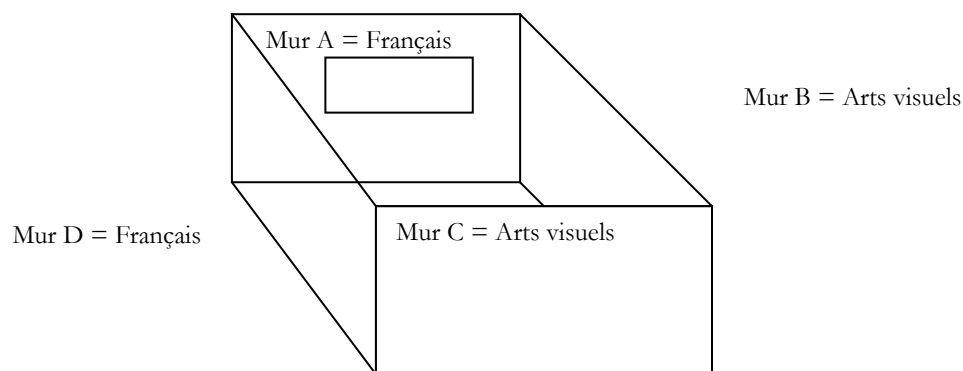 Mur A = Français
Mur B = Arts visuels
Mur D = Français
Mur C = Arts visuels